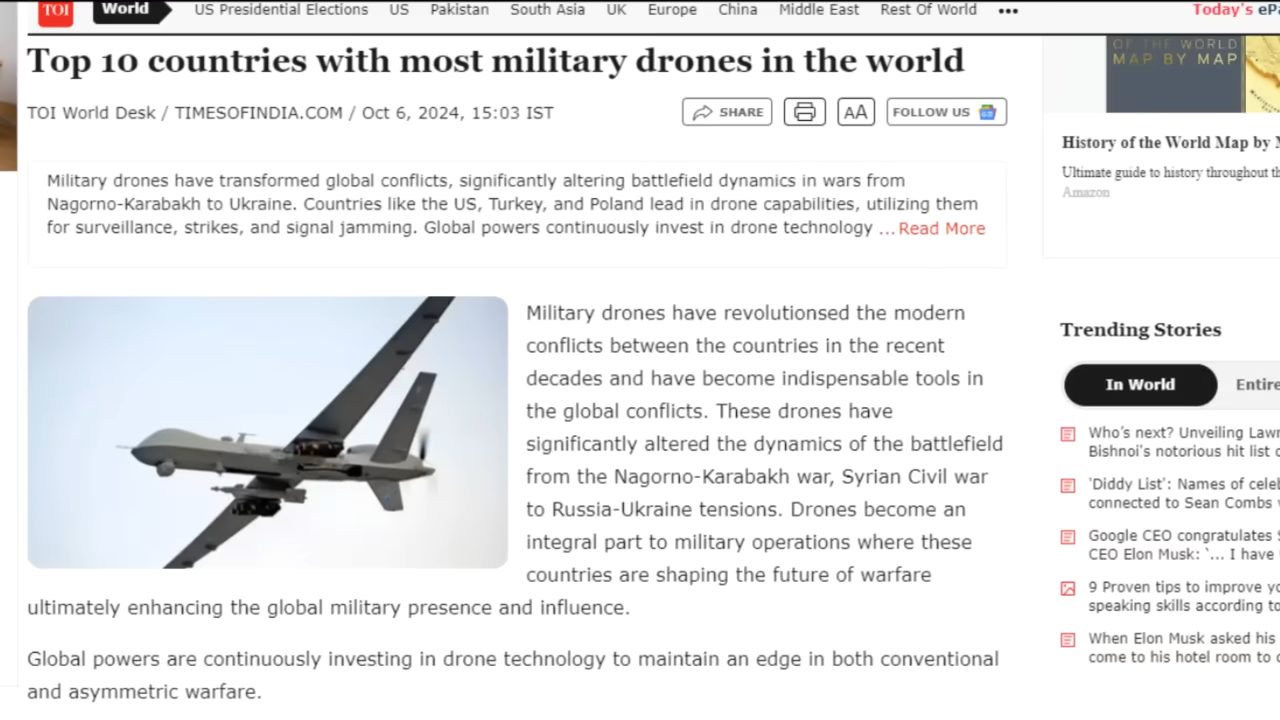 TOI World US Presidential Elections US Pakistan South Asia UK Europe China Middle East Rest Of World •••
Today's
Top 10 countries with most military drones in the world
TOI World Desk / TIMESOFINDIA.COM / Oct 6, 2024, 15:03 IST
SHARE AA FOLLOW US
Military drones have transformed global conflicts, significantly altering battlefield dynamics in wars from
Nagorno-Karabakh to Ukraine. Countries like the US, Turkey, and Poland lead in drone capabilities, utilizing them
for surveillance, strikes, and signal jamming. Global powers continuously invest in drone technology ... Read More
Military drones have revolutionsed the modern
conflicts between the countries in the recent
decades and have become indispensable tools in
the global conflicts. These drones have
significantly altered the dynamics of the battlefield
from the Nagorno-Karabakh war, Syrian Civil war
to Russia-Ukraine tensions. Drones become an
integral part to military operations where these
countries are shaping the future of warfare
ultimately enhancing the global military presence and influence.
Global powers are continuously investing in drone technology to maintain an edge in both conventional
and asymmetric warfare.
OF THE WORLD
MAP BY MAP
History of the World Map by
Ultimate guide to history throughout
Amazon
Trending Stories
In World
Who's next? Unveiling
Bishnoi's notorious hit list
'Diddy List': Names of
connected to Sean Combs
Google CEO congratulates
CEO Elon Musk: '... I have
9 Proven tips to improve
speaking skills according to
When Elon Musk asked his
come to his hotel room to